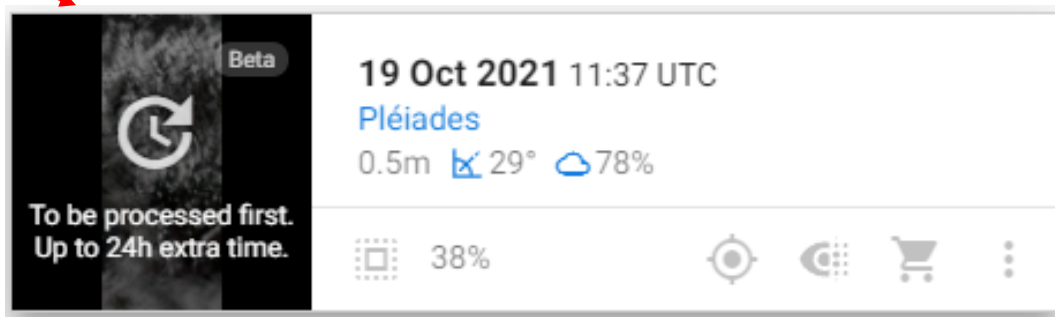 Beta
To be processed first.
Up to 24h extra time.
19 Oct 2021 11:37 UTC
Pléiades
0.5m 29° 78%
38%